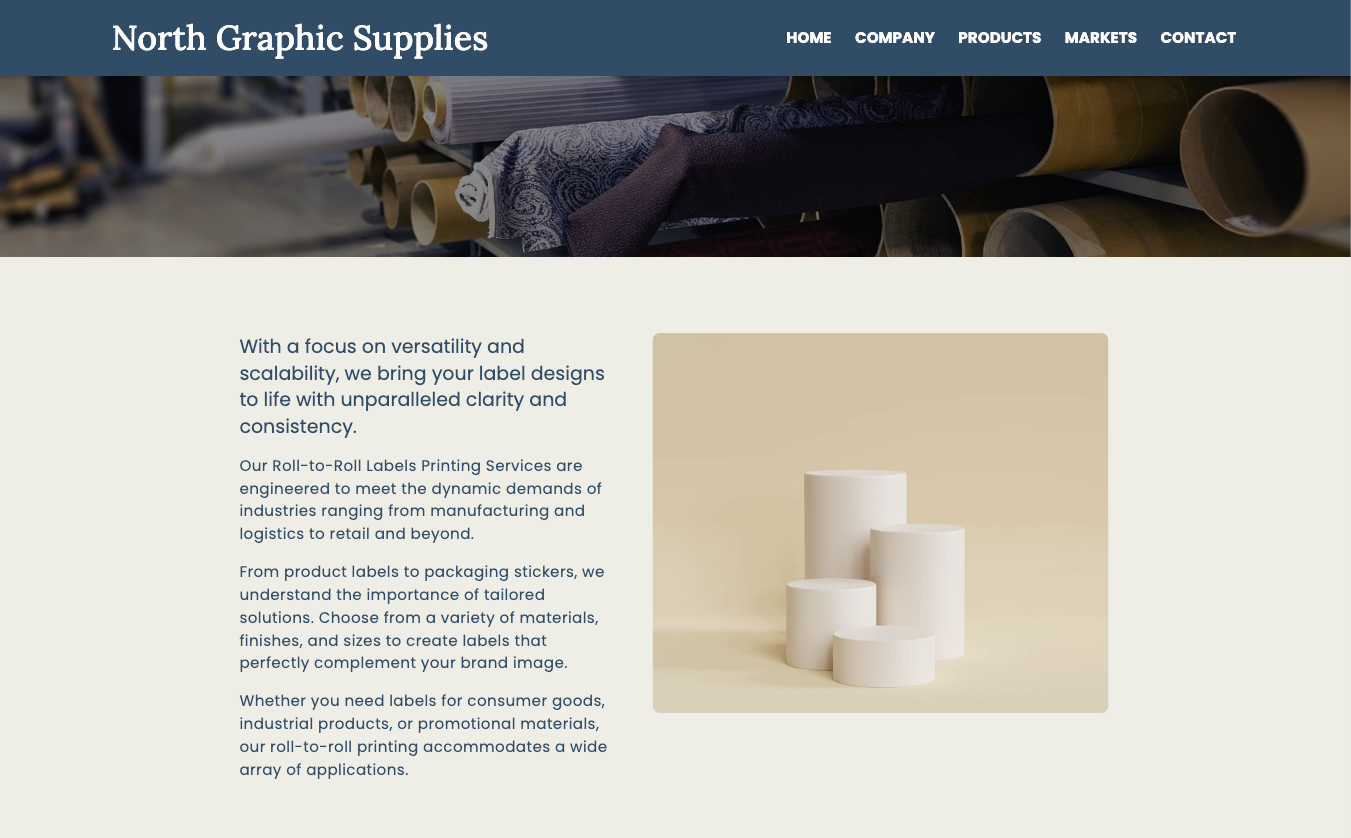 North Graphic Supplies
HOME COMPANY PRODUCTS MARKETS CONTACT
With a focus on versatility and
scalability, we bring your label designs
to life with unparalleled clarity and
consistency.
Our Roll-to-Roll Labels Printing Services are
engineered to meet the dynamic demands of
industries ranging from manufacturing and
logistics to retail and beyond.
From product labels to packaging stickers, we
understand the importance of tailored
solutions. Choose from a variety of materials,
finishes, and sizes to create labels that
perfectly complement your brand image.
Whether you need labels for consumer goods,
industrial products, or promotional materials,
our roll-to-roll printing accommodates a wide
array of applications.